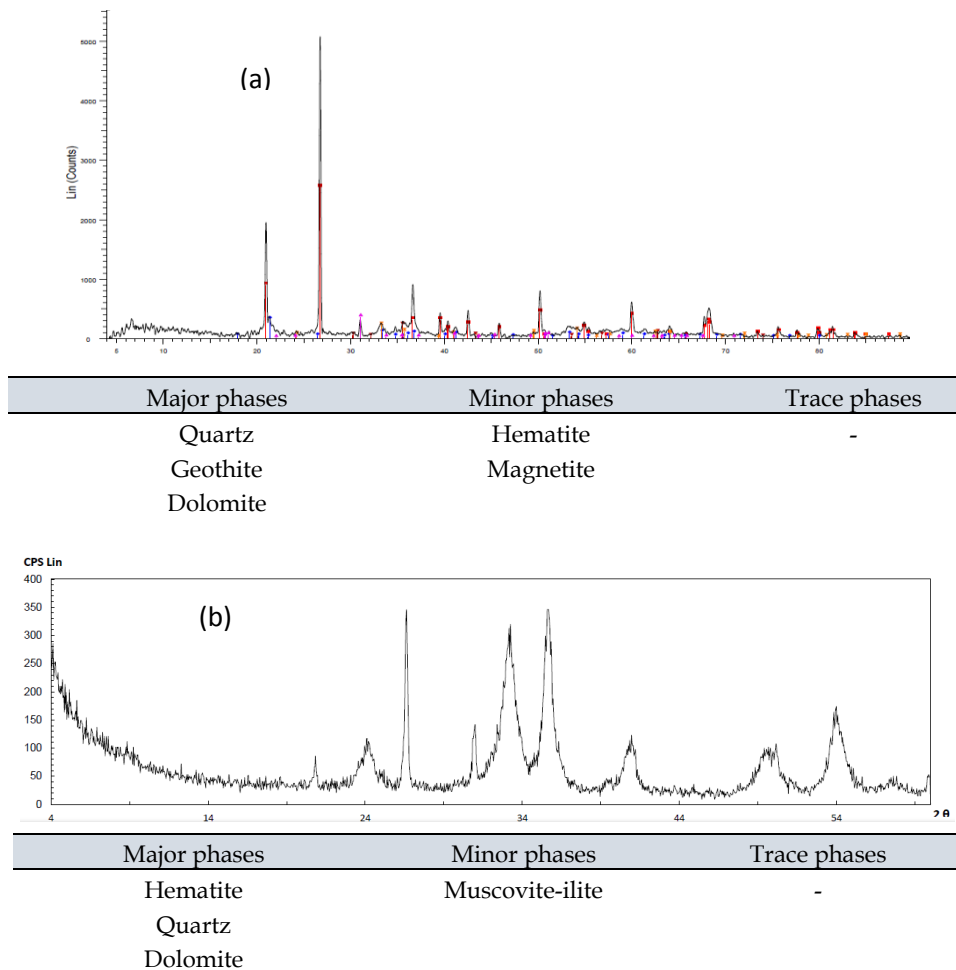 (a)
Lin (Counts)
5000
4000
3000
2000
1000
0
20
30
40
50
60
70
80
Major phases Minor phases Trace phases
Quartz Hematite -
Geothite Magnetite
Dolomite
CPS Lin
(b)
400
350
300
250
200
150
100
50
0
4 14 24 34 44 54 2 θ
Major phases Minor phases Trace phases
Hematite Muscovite-ilite -
Quartz
Dolomite